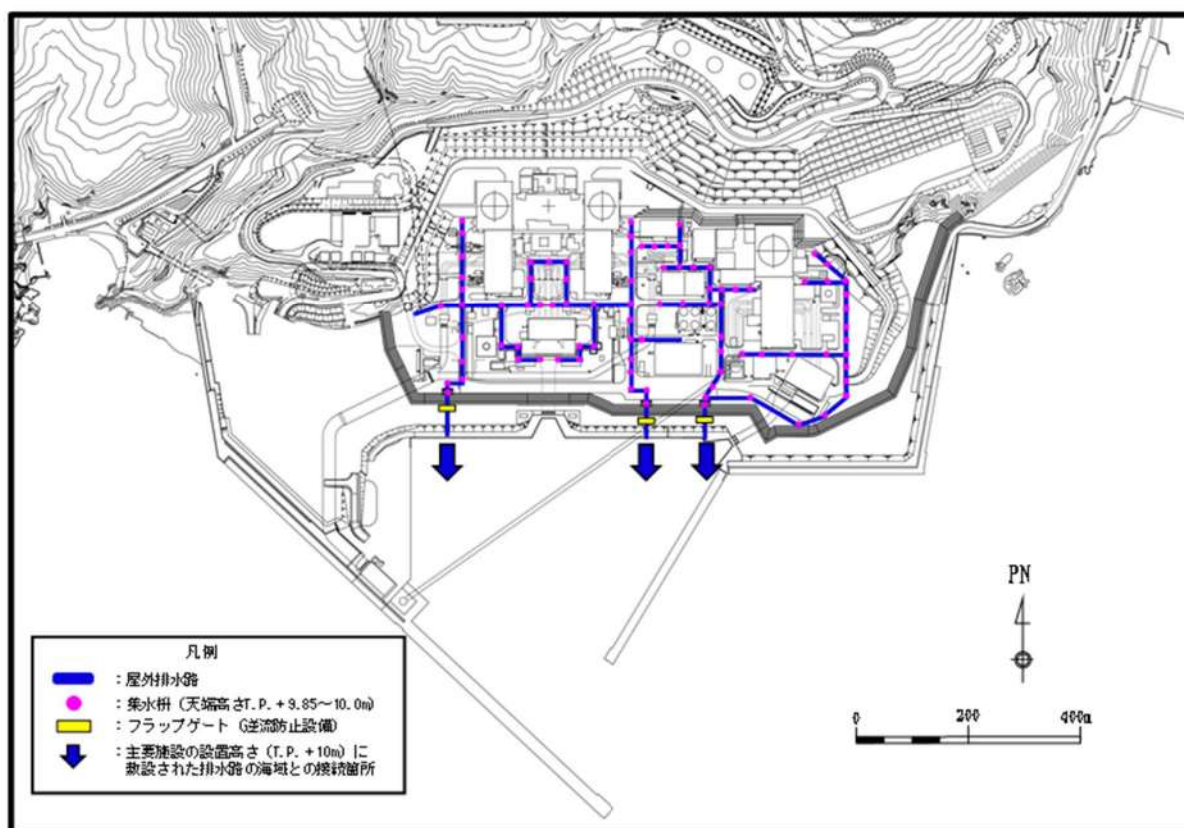 PN
0 200 400m
凡例
:屋外排水路
:集水桝(天端高さT.P.+9.85~10.0m)
:フラップゲート(逆流防止設備)
:主要施設の設置高さ(T.P.+10m)に
敷設された排水路の海域との接続箇所